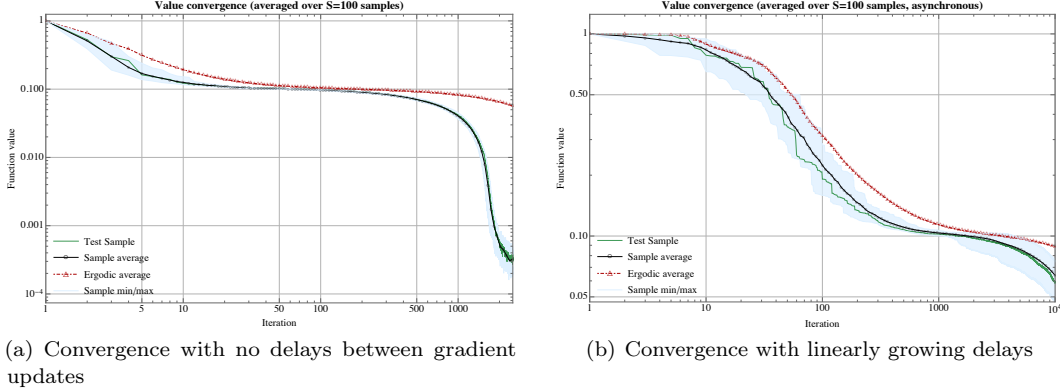 Value convergence (averaged over S=100 samples)
1
0.100
0.010
0.001
10⁻⁴
Function value
Test Sample
Sample average
Ergodic average
Sample min/max
1 5 10 50 100 500 1000
Iteration
(a) Convergence with no delays between gradient
updates
Value convergence (averaged over S=100 samples, asynchronous)
1
0.50
0.10
0.05
Function value
Test Sample
Sample average
Ergodic average
Sample min/max
1 10 100 1000 10⁴
Iteration
(b) Convergence with linearly growing delays